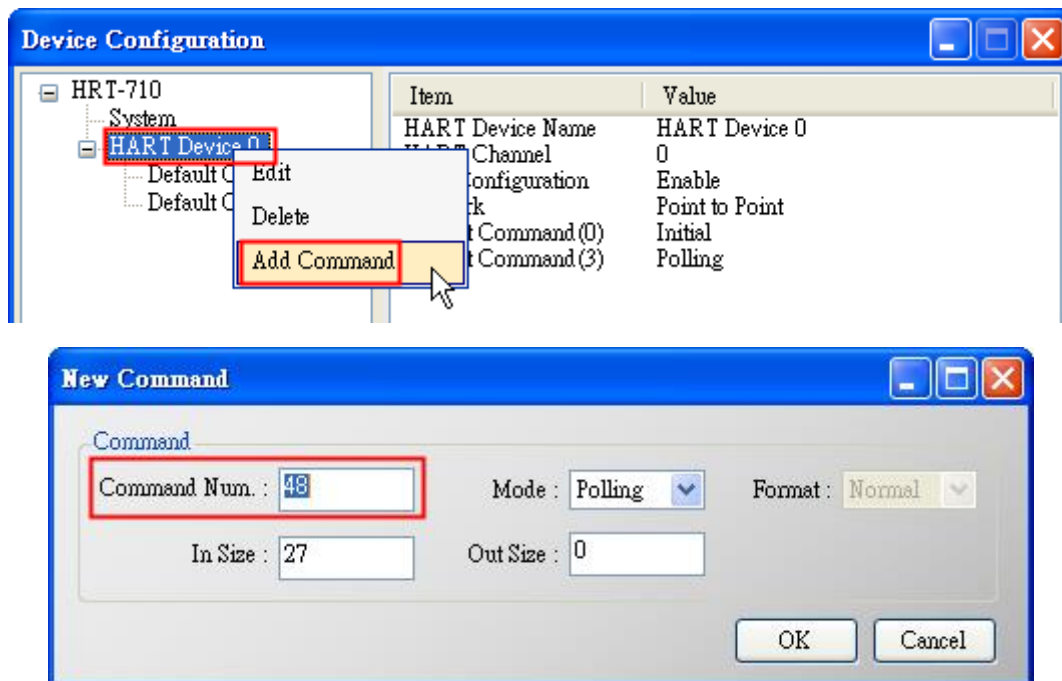 Device Configuration
HRT-710
System
HART Device 0
Default C
Default C
Edit
Delete
Add Command
Item Value
HART Device Name HART Device 0
Channel 0
onfiguration Enable
rk Point to Point
t Command(0) Initial
t Command(3) Polling
New Command
Command
Command Num. : 48 Mode : Polling Format : Normal
In Size : 27 Out Size : 0
OK Cancel